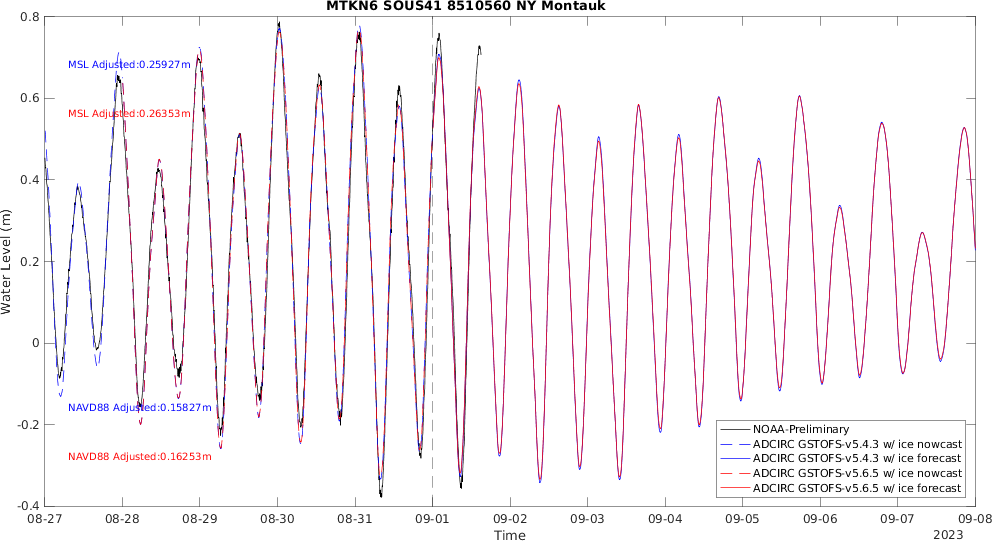 MTKN6 SOUS41 8510560 NY Montauk
0.8
0.6
0.4
0.2
0
-0.2
-0.4
Water Level (m)
MSL Adjusted:0.25927m
MSL Adjusted:0.26353m
NAVD88 Adjusted:0.15827m
NAVD88 Adjusted:0.16253m
NOAA-Preliminary
ADCIRC GSTOFS-v5.4.3 w/ ice nowcast
ADCIRC GSTOFS-v5.4.3 w/ ice forecast
ADCIRC GSTOFS-v5.6.5 w/ ice nowcast
ADCIRC GSTOFS-v5.6.5 w/ ice forecast
08-27 08-28 08-29 08-30 08-31 09-01 09-02 09-03 09-04 09-05 09-06 09-07 09-08
Time
2023